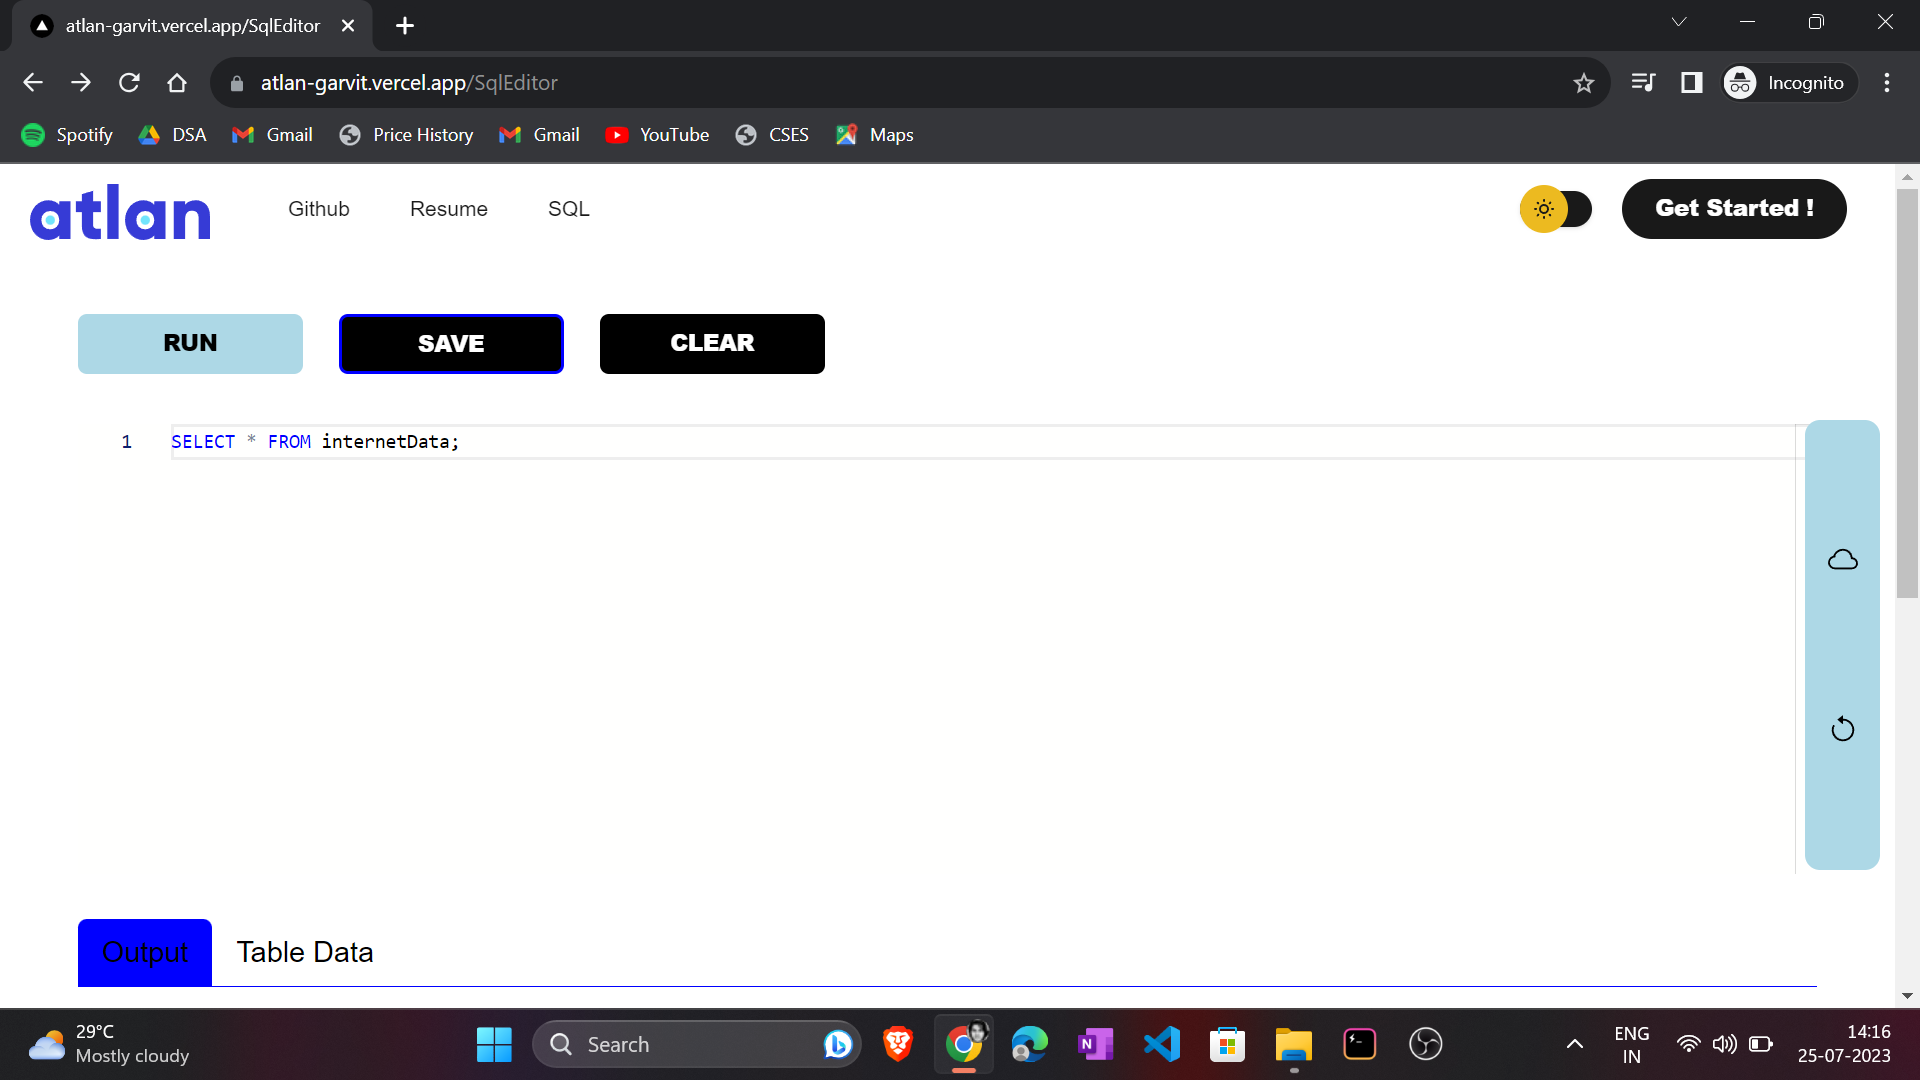 atlan-garvit.vercel.app/SqlEditor
atlan-garvit.vercel.app/SqlEditor
Incognito
Spotify DSA Gmail Price History Gmail YouTube CSES Maps
atlan Github Resume SQL Get Started !
RUN SAVE CLEAR
1 SELECT * FROM internetData;
Output Table Data
29°C
Mostly cloudy
Search
ENG
IN
14:16
25-07-2023